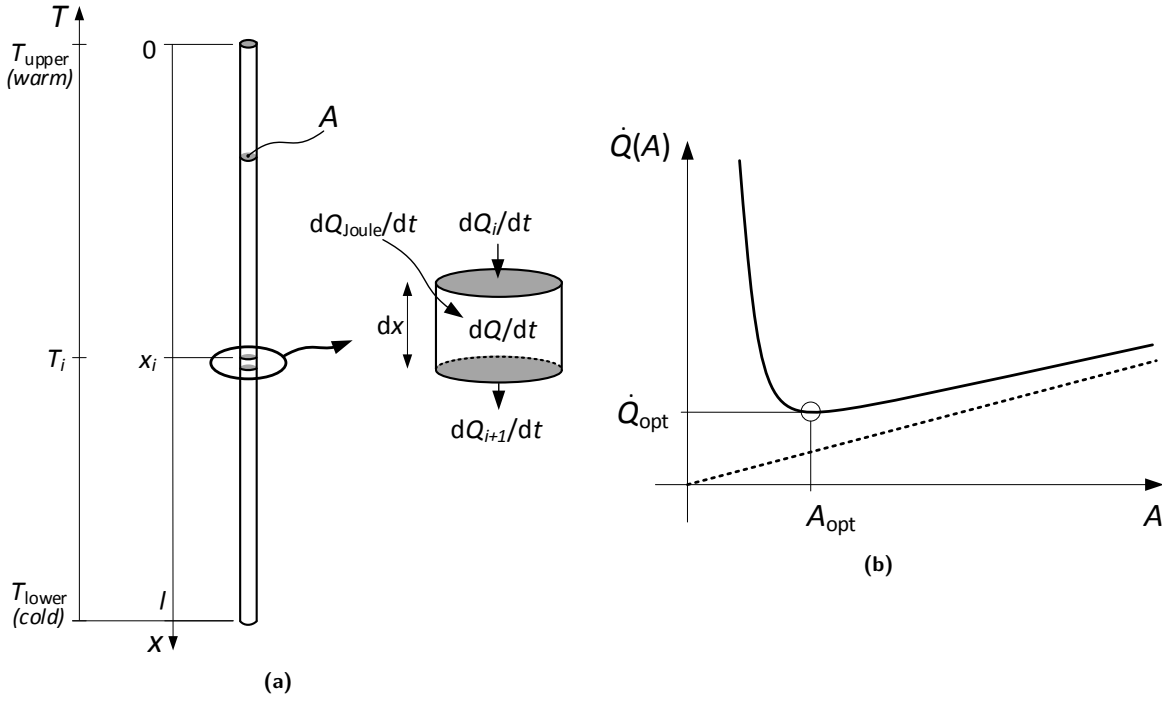 T
T_upper
(warm)
0
A
dQ_Joule/dt
dQ_i/dt
dx
dQ/dt
T_i
x_i
dQ_{i+1}/dt
T_lower
(cold)
l
x
(a)
Q̇(A)
Q̇_opt
A_opt
A
(b)